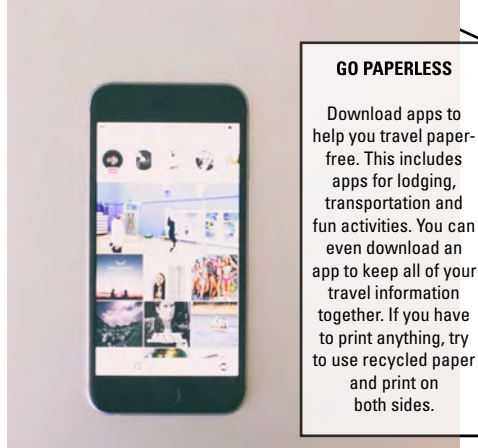 GO PAPERLESS
Download apps to
help you travel paper-
free. This includes
apps for lodging,
transportation and
fun activities. You can
even download an
app to keep all of your
travel information
together. If you have
to print anything, try
to use recycled paper
and print on
both sides.